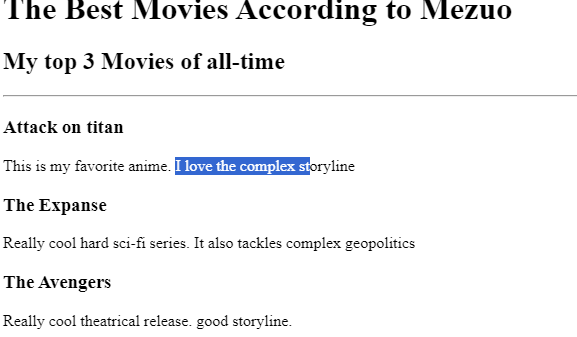 The Best Movies According to Mezuo
My top 3 Movies of all-time
Attack on titan
This is my favorite anime. I love the complex storyline
The Expanse
Really cool hard sci-fi series. It also tackles complex geopolitics
The Avengers
Really cool theatrical release. good storyline.